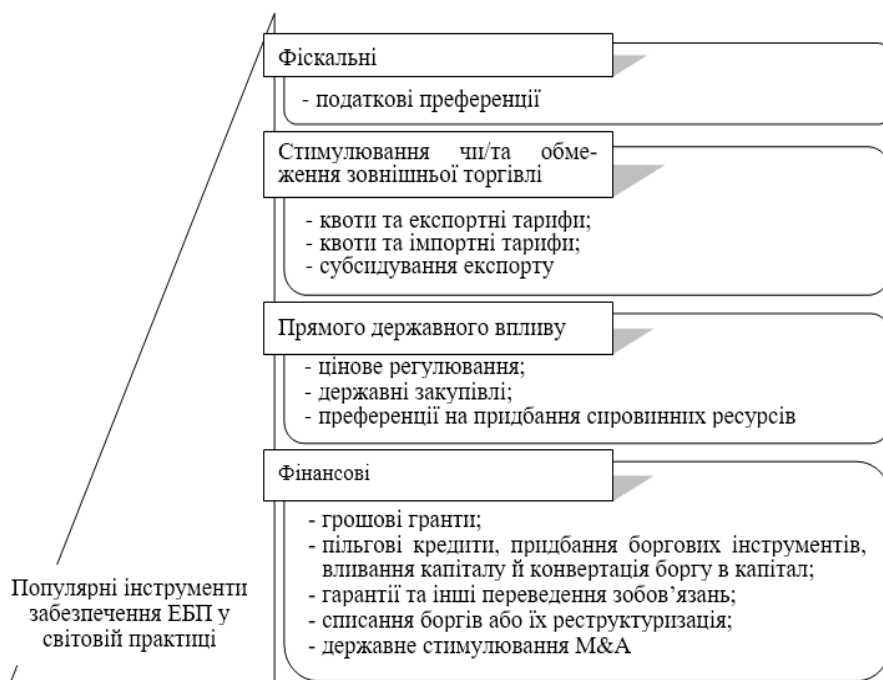 Фіскальні
- податкові преференції
Стимулювання чи/та обме-
ження зовнішньої торгівлі
- квоти та експортні тарифи;
- квоти та імпортні тарифи;
- субсидування експорту
Прямого державного впливу
- цінове регулювання;
- державні закупівлі;
- преференції на придбання сировинних ресурсів
Фінансові
- грошові гранти;
- пільгові кредити, придбання боргових інструментів,
вливання капіталу й конвертація боргу в капітал;
- гарантії та інші переведення зобов’язань;
- списання боргів або їх реструктуризація;
- державне стимулювання M&A
Популярні інструменти
забезпечення ЕБП у
світовій практиці